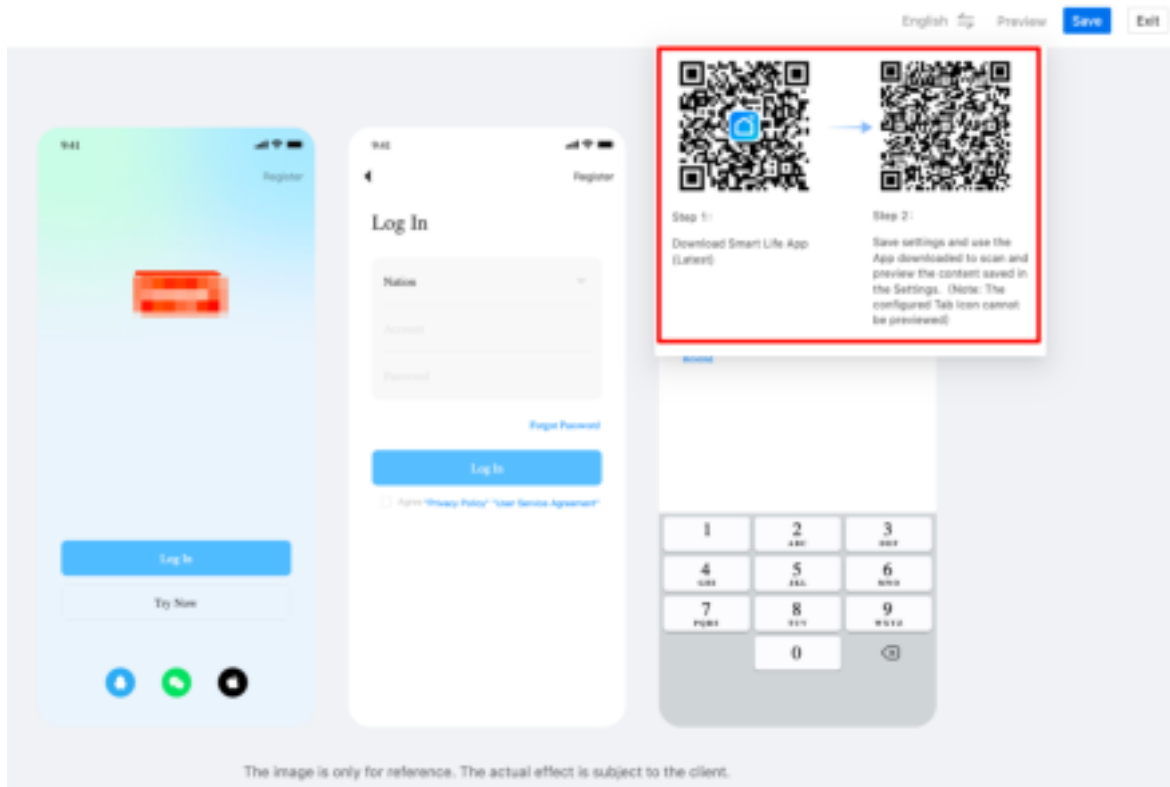 English Preview Save Exit
9:41
Register
Log In
Try Now
9:41
Register
Log In
Nation
Account
Password
Forgot Password
Log In
Agree "Privacy Policy" "User Service Agreement"
Step 1:
Download Smart Life App
(Latest)
Step 2:
Save settings and use the
App downloaded to scan and
preview the content saved in
the Settings. (Note: The
configured Tab Icon cannot
be previewed)
Resend
1 2 3
ABC DEF
4 5 6
GHI JKL MNO
7 8 9
PQRS TUV WXYZ
0
The image is only for reference. The actual effect is subject to the client.